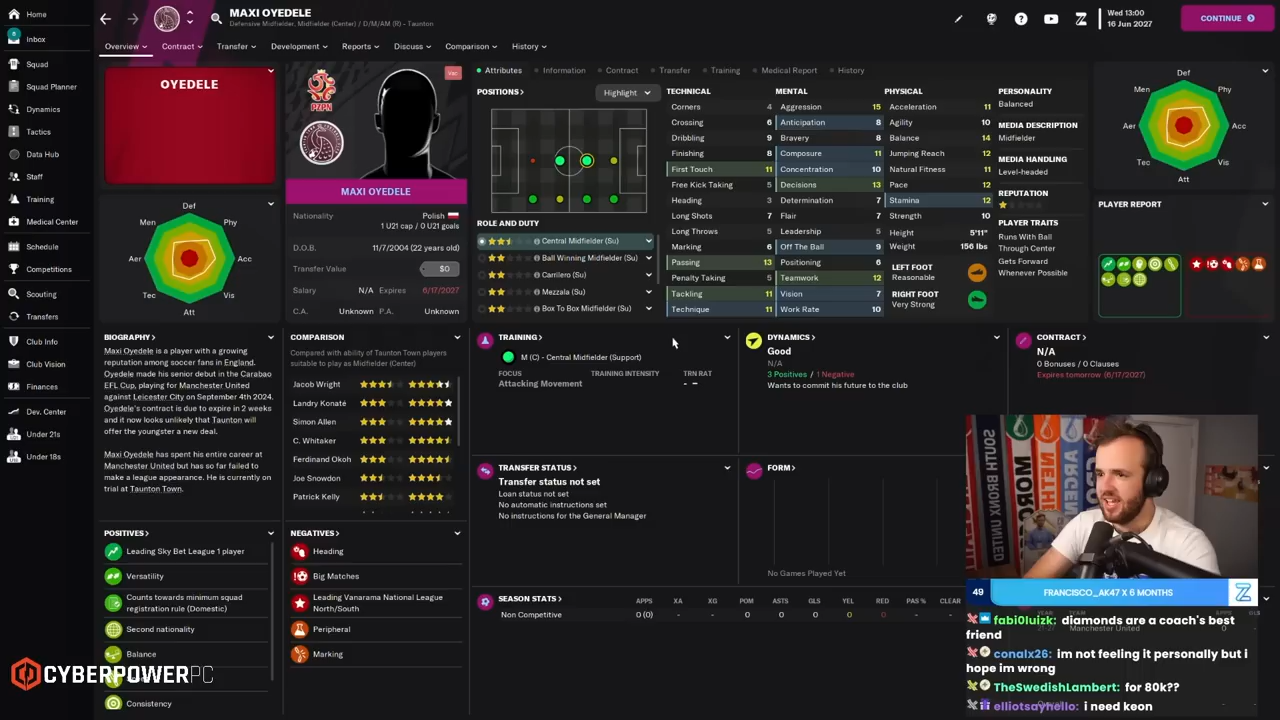 Home
Inbox
Squad
Squad Planner
Dynamics
Tactics
Data Hub
Staff
Training
Medical Center
Schedule
Competitions
Scouting
Transfers
Club Info
Club Vision
Finances
Dev. Center
Under 21s
Under 18s
MAXI OYEDELE
Defensive Midfielder, Midfielder (Center) / D/M/AM (R) - Taunton
Wed 13:00
16 Jun 2027
CONTINUE
Overview
Contract
Transfer
Development
Reports
Discuss
Comparison
History
OYEDELE
Def
Men Phy
Aer Acc
Tec Vis
Att
MAXI OYEDELE
Nationality Polish
1 U21 cap / 0 U21 goals
D.O.B. 11/7/2004 (22 years old)
Transfer Value $0
Salary N/A Expires 6/17/2027
C.A. Unknown P.A. Unknown
Attributes
Information
Contract
Transfer
Training
Medical Report
History
POSITIONS
Highlight
ROLE AND DUTY
Central Midfielder (Su)
Ball Winning Midfielder (Su)
Carrilero (Su)
Mezzala (Su)
Box To Box Midfielder (Su)
TECHNICAL
Corners 4
Crossing 6
Dribbling 9
Finishing 8
First Touch 11
Free Kick Taking 5
Heading 3
Long Shots 7
Long Throws 5
Marking 6
Passing 13
Penalty Taking 5
Tackling 11
Technique 11
MENTAL
Aggression 15
Anticipation 8
Bravery 8
Composure 11
Concentration 10
Decisions 13
Determination 7
Flair 7
Leadership 5
Off The Ball 9
Positioning 6
Teamwork 12
Vision 7
Work Rate 10
PHYSICAL
Acceleration 11
Agility 10
Balance 14
Jumping Reach 12
Natural Fitness 11
Pace 12
Stamina 12
Strength 10
Height 5'11"
Weight 156 lbs
LEFT FOOT
Reasonable
RIGHT FOOT
Very Strong
PERSONALITY
Balanced
MEDIA DESCRIPTION
Midfielder
MEDIA HANDLING
Level-headed
REPUTATION
PLAYER TRAITS
Runs With Ball
Through Center
Gets Forward
Whenever Possible
Def
Men Phy
Aer Acc
Tec Vis
Att
PLAYER REPORT
BIOGRAPHY
Maxi Oyedele is a player with a growing
reputation among soccer fans in England.
Oyedele made his senior debut in the Carabao
EFL Cup, playing for Manchester United
against Leicester City on September 4th 2024.
Oyedele's contract is due to expire in 2 weeks
and it now looks unlikely that Taunton will
offer the youngster a new deal.
Maxi Oyedele has spent his entire career at
Manchester United but has so far failed to
make a league appearance. He is currently on
trial at Taunton Town.
COMPARISON
Compared with ability of Taunton Town players
suitable to play as Midfielder (Center)
Jacob Wright
Landry Konaté
Simon Allen
C. Whitaker
Ferdinand Okoh
Joe Snowdon
Patrick Kelly
TRAINING
M (C) - Central Midfielder (Support)
FOCUS TRAINING INTENSITY TRN RAT
Attacking Movement - -
DYNAMICS
Good
N/A
3 Positives / 1 Negative
Wants to commit his future to the club
CONTRACT
N/A
0 Bonuses / 0 Clauses
Expires tomorrow (6/17/2027)
TRANSFER STATUS
Transfer status not set
Loan status not set
No automatic instructions set
No instructions for the General Manager
FORM
No Games Played Yet
POSITIVES
Leading Sky Bet League 1 player
Versatility
Counts towards minimum squad
registration rule (Domestic)
Second nationality
Balance
Consistency
NEGATIVES
Heading
Big Matches
Leading Vanarama National League
North/South
Peripheral
Marking
SEASON STATS APPS XA XG POM ASTS GLS YEL RED PAS % CLEAR
Non Competitive 0 (0) - - 0 0 0 0 0 - -
CYBERPOWERPC
SOUTH BRONX UNITED
49 FRANCISCO_AK47 X 6 MONTHS
Manchester United
fabi0luizk: diamonds are a coach's best
friend
conalx26: im not feeling it personally but i
hope im wrong
TheSwedishLambert: for 80k??
elliotsayhello: i need keon